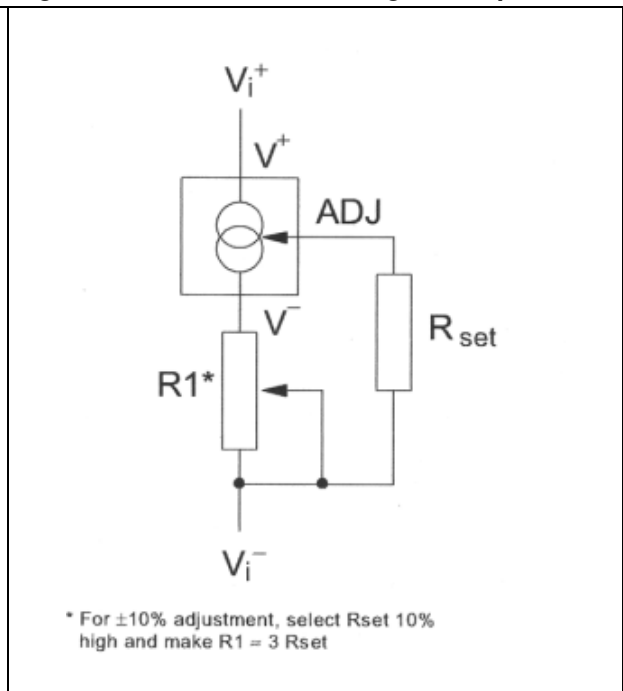 Vi+
V+
ADJ
V−
Rset
R1*
Vi−
* For ±10% adjustment, select Rset 10%
high and make R1 = 3 Rset